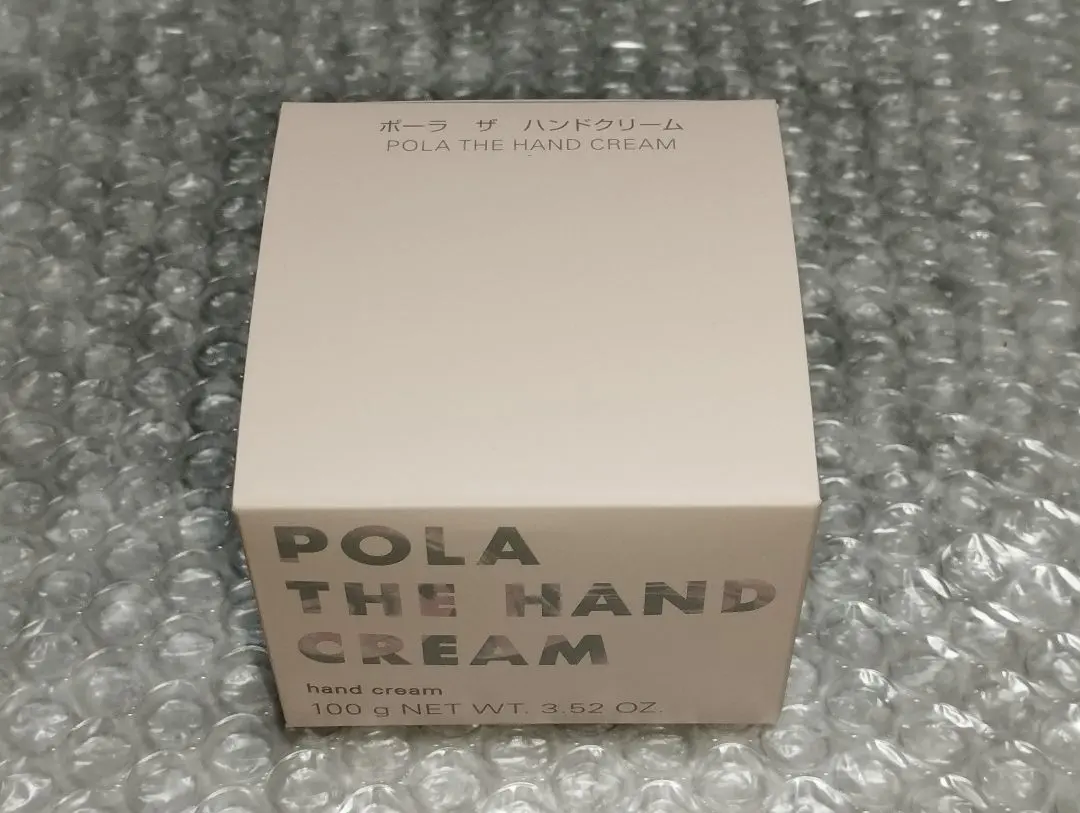 ポーラ ザ ハンドクリーム
POLA THE HAND CREAM
POLA
THE HAND
CREAM
hand cream
100 g NET WT. 3.52 OZ.